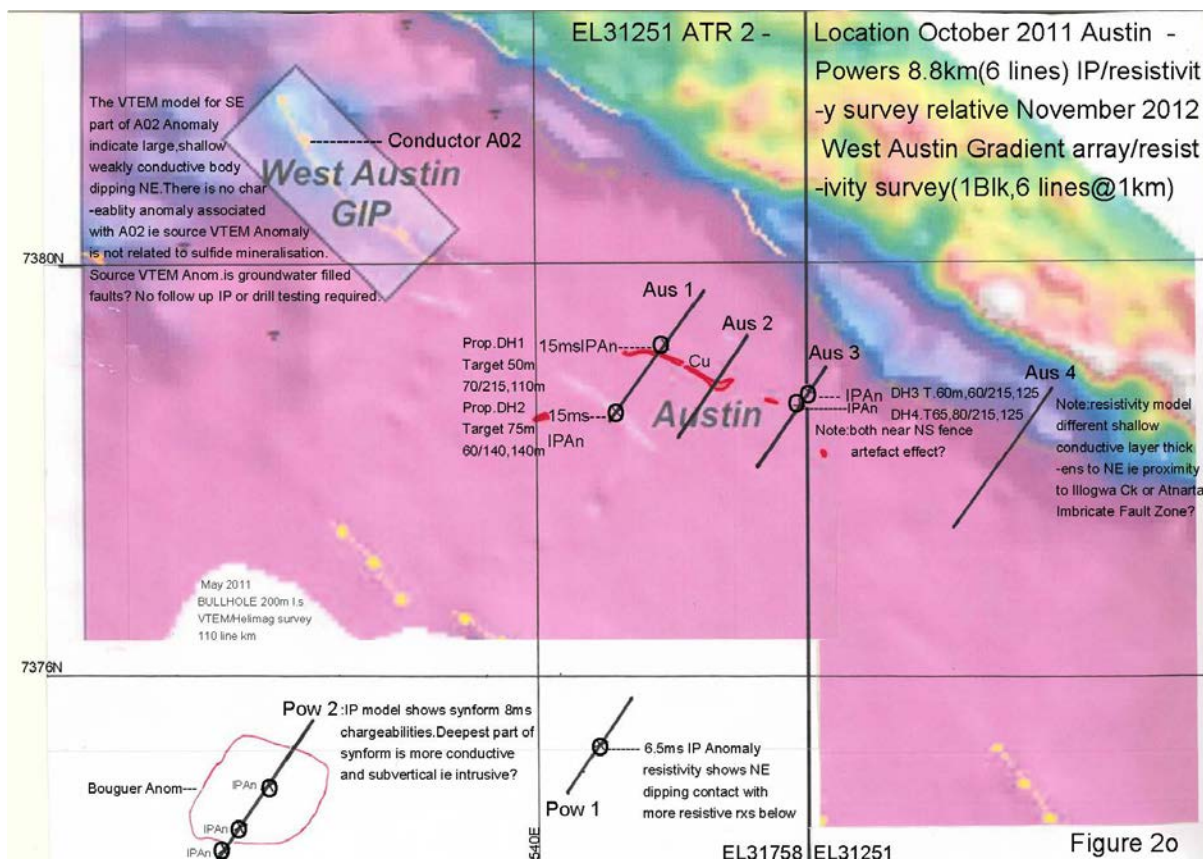 EL31251 ATR 2 -
Location October 2011 Austin -
Powers 8.8km(6 lines) IP/resistivit
-y survey relative November 2012
West Austin Gradient array/resist
-ivity survey(1Blk,6 lines@1km)
The VTEM model for SE
part of A02 Anomaly
indicate large,shallow
weakly conductive body
dipping NE.There is no char
-eablity anomaly associated
with A02 ie source VTEM Anomaly
is not related to sulfide mineralisation.
Source VTEM Anom.is groundwater filled
faults? No follow up IP or drill testing required.
Conductor A02
West Austin
GIP
7380N
Aus 1
Aus 2
Aus 3
Aus 4
Prop.DH1
Target 50m
70/215,110m
15msIPAn
Cu
Prop.DH2
Target 75m
60/140,140m
15ms
IPAn
Austin
IPAn
DH3 T.60m,60/215,125
IPAn
DH4.T65,80/215,125
Note:both near NS fence
artefact effect?
Note:resistivity model
different shallow
conductive layer thick
-ens to NE ie proximity
to Illogwa Ck or Atnarta
Imbricate Fault Zone?
May 2011
BULLHOLE 200m l.s
VTEM/Helimag survey
110 line km
7376N
Pow 2
:IP model shows synform 8ms
chargeabilities.Deepest part of
synform is more conductive
and subvertical ie intrusive?
Bouguer Anom
IPAn
IPAn
IPAn
Pow 1
6.5ms IP Anomaly
resistivity shows NE
dipping contact with
more resistive rxs below
540E
EL31758
EL31251
Figure 2o